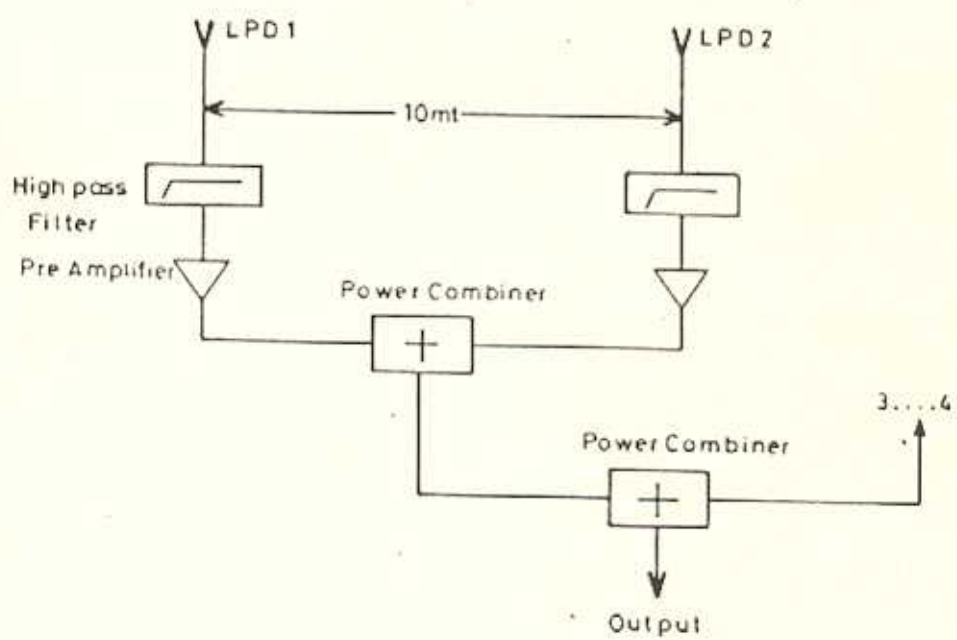 LPD1
LPD2
10mt
High pass
Filter
Pre Amplifier
Power Combiner
3....4
Power Combiner
Output